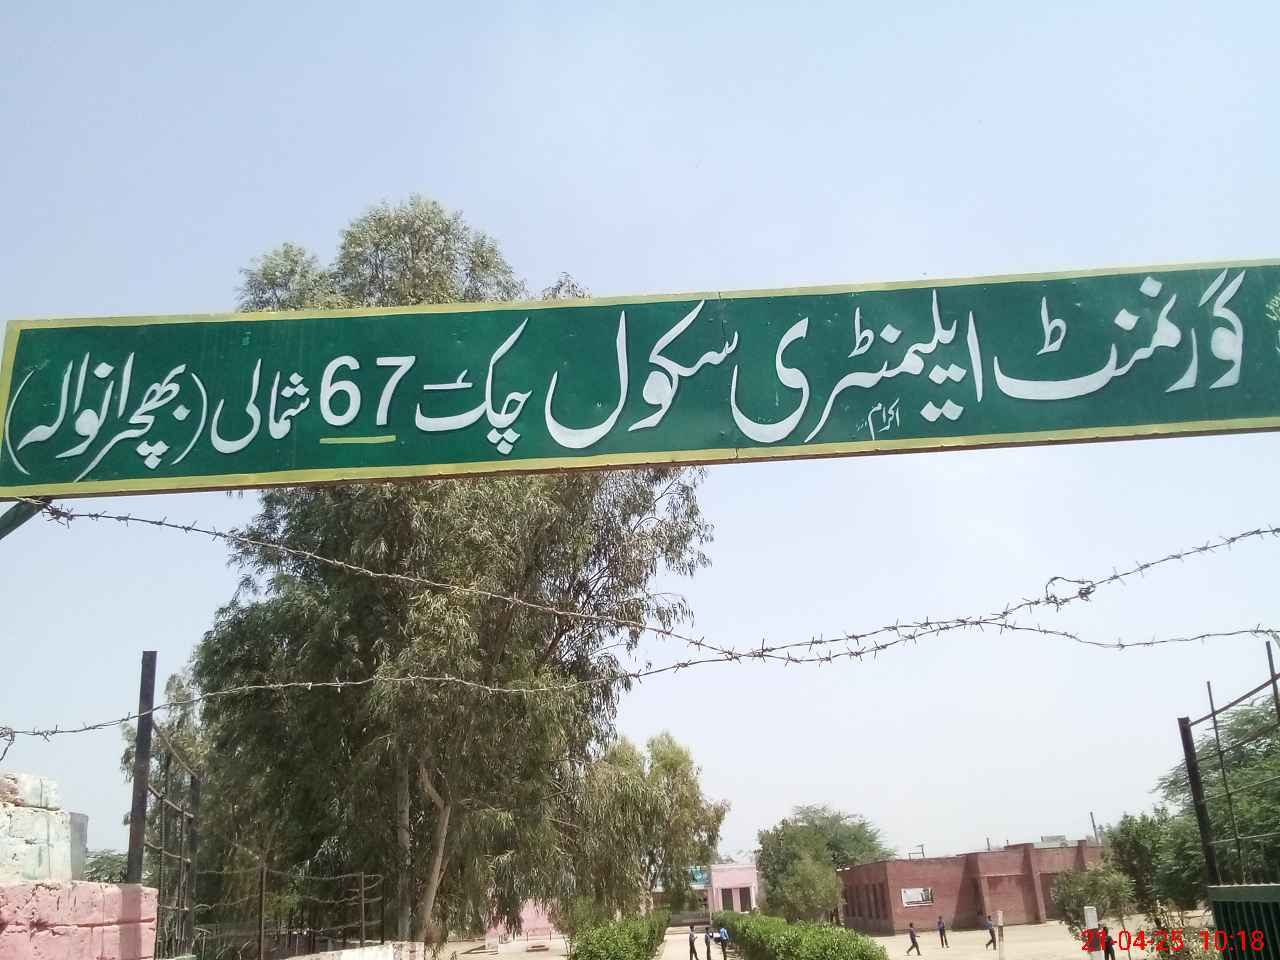 گورنمنٹ ایلیمنٹری سکول چک 67 شمالی (بھچرانوالہ)
اکرام
21-04-25 10:18